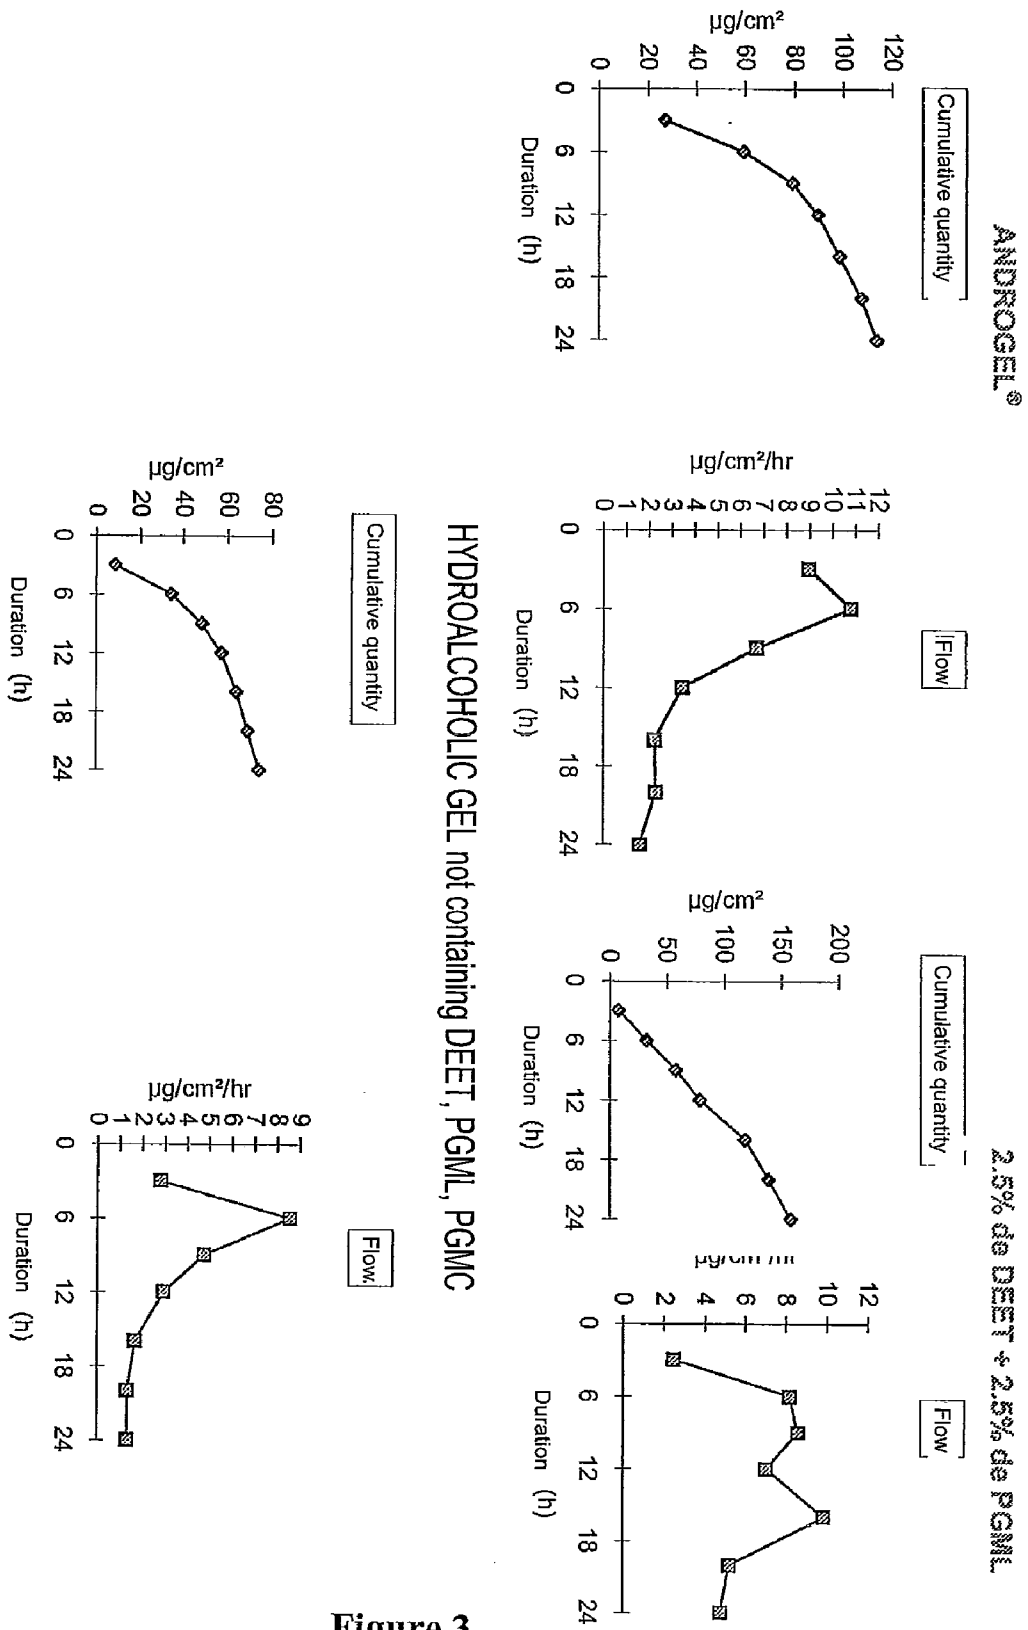 ANDROGEL®
Cumulative quantity
µg/cm²
120
100
80
60
40
20
0
0 6 12 18 24
Duration (h)
Flow
µg/cm²/hr
12
11
10
9
8
7
6
5
4
3
2
1
0
0 6 12 18 24
Duration (h)
2.5% de DEET + 2.5% de PGML
Cumulative quantity
µg/cm²
200
150
100
50
0
0 6 12 18 24
Duration (h)
Flow
12
10
8
6
4
2
0
0 6 12 18 24
Duration (h)
HYDROALCOHOLIC GEL not containing DEET, PGML, PGMC
Cumulative quantity
µg/cm²
80
60
40
20
0
0 6 12 18 24
Duration (h)
Flow.
µg/cm²/hr
9
8
7
6
5
4
3
2
1
0
0 6 12 18 24
Duration (h)
Figure 3